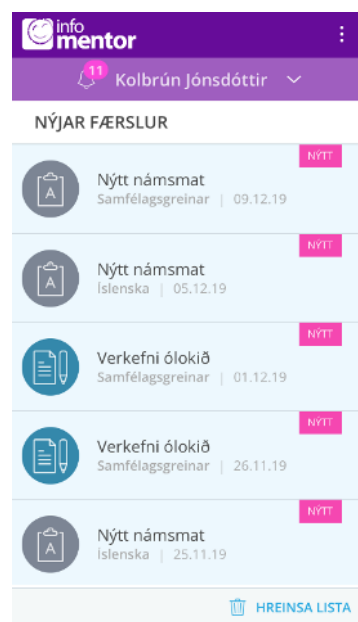 info
mentor
11
Kolbrún Jónsdóttir
NÝJAR FÆRSLUR
NÝTT
Nýtt námsmat
Samfélagsgreinar | 09.12.19
A
NÝTT
Nýtt námsmat
Íslenska | 05.12.19
A
NÝTT
Verkefni ólokið
Samfélagsgreinar | 01.12.19
NÝTT
Verkefni ólokið
Samfélagsgreinar | 26.11.19
NÝTT
Nýtt námsmat
Íslenska | 25.11.19
A
HREINSA LISTA